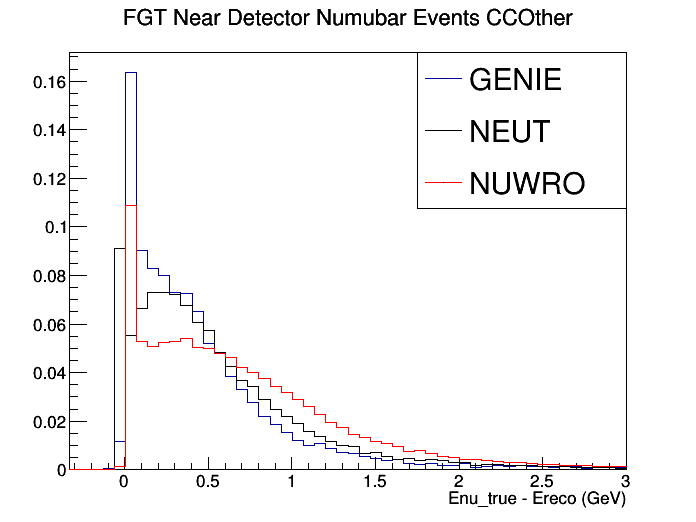 FGT Near Detector Numubar Events CCOther
GENIE
NEUT
NUWRO
0.16
0.14
0.12
0.1
0.08
0.06
0.04
0.02
0
0 0.5 1 1.5 2 2.5 3
Enu_true - Ereco (GeV)